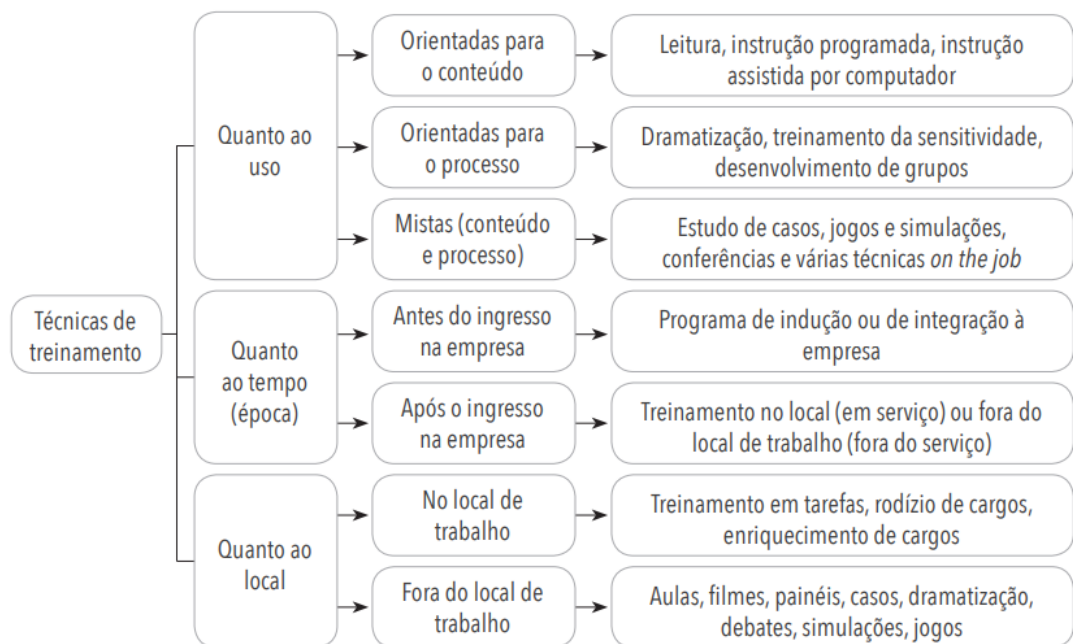 Técnicas de
treinamento
Quanto ao
uso
Orientadas para
o conteúdo
Leitura, instrução programada, instrução
assistida por computador
Orientadas para
o processo
Dramatização, treinamento da sensitividade,
desenvolvimento de grupos
Mistas (conteúdo
e processo)
Estudo de casos, jogos e simulações,
conferências e várias técnicas on the job
Quanto
ao tempo
(época)
Antes do ingresso
na empresa
Programa de indução ou de integração à
empresa
Após o ingresso
na empresa
Treinamento no local (em serviço) ou fora do
local de trabalho (fora do serviço)
Quanto ao
local
No local de
trabalho
Treinamento em tarefas, rodízio de cargos,
enriquecimento de cargos
Fora do local de
trabalho
Aulas, filmes, painéis, casos, dramatização,
debates, simulações, jogos